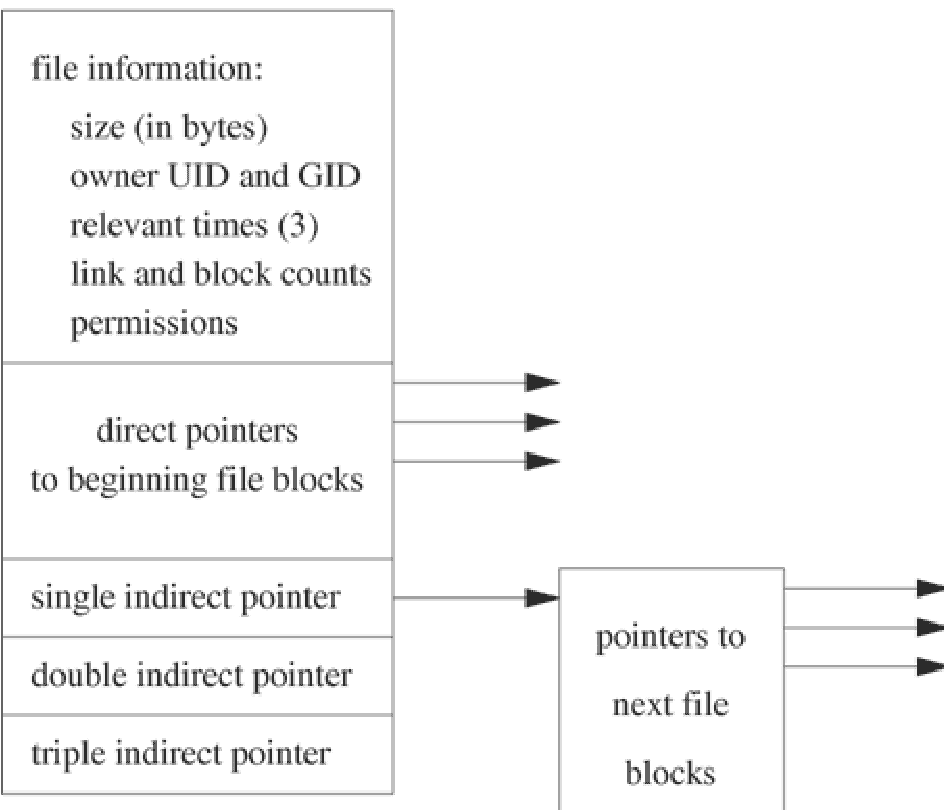 file information:
size (in bytes)
owner UID and GID
relevant times (3)
link and block counts
permissions
direct pointers
to beginning file blocks
single indirect pointer
double indirect pointer
triple indirect pointer
pointers to
next file
blocks